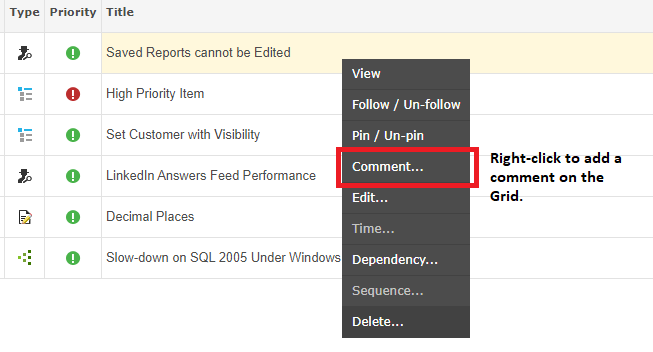 Type Priority Title
Saved Reports cannot be Edited
High Priority Item
Set Customer with Visibility
LinkedIn Answers Feed Performance
Decimal Places
Slow-down on SQL 2005 Under Windows
View
Follow / Un-follow
Pin / Un-pin
Comment...
Edit...
Time...
Dependency...
Sequence...
Delete...
Right-click to add a
comment on the
Grid.